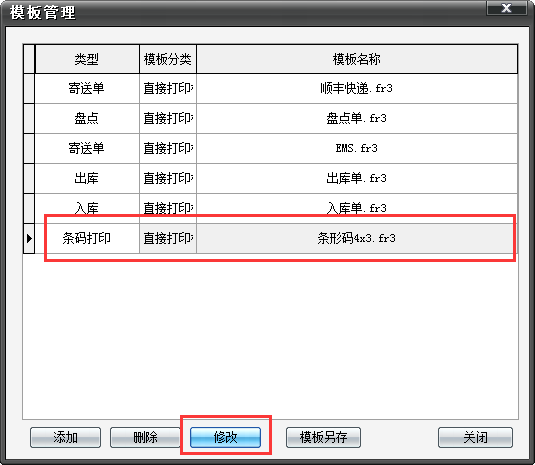 模板管理
类型 模板分类 模板名称
寄送单 直接打印 顺丰快递.fr3
盘点 直接打印 盘点单.fr3
寄送单 直接打印 EMS.fr3
出库 直接打印 出库单.fr3
入库 直接打印 入库单.fr3
条码打印 直接打印 条形码4x3.fr3
添加 删除 修改 模板另存 关闭